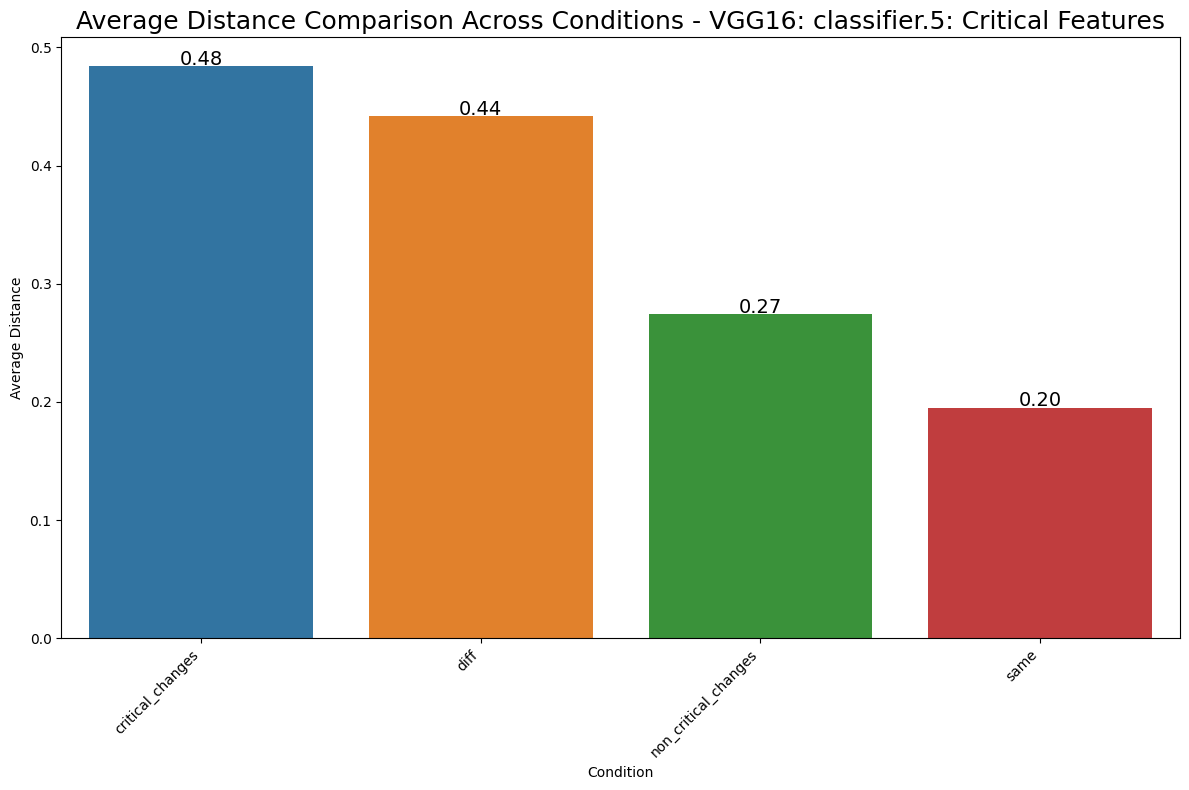 Average Distance Comparison Across Conditions - VGG16: classifier.5: Critical Features
0.5
0.4
0.3
0.2
0.1
0.0
Average Distance
0.48
0.44
0.27
0.20
critical_changes
diff
non_critical_changes
same
Condition